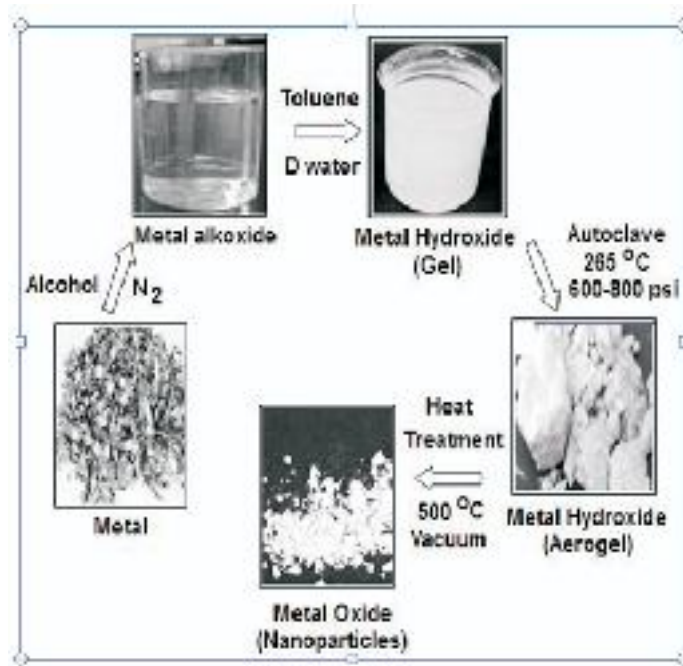 Metal
Alcohol
N2
Metal alkoxide
Toluene
D water
Metal Hydroxide
(Gel)
Autoclave
265 °C
600-800 psi
Metal Hydroxide
(Aerogel)
Heat
Treatment
500 °C
Vacuum
Metal Oxide
(Nanoparticles)